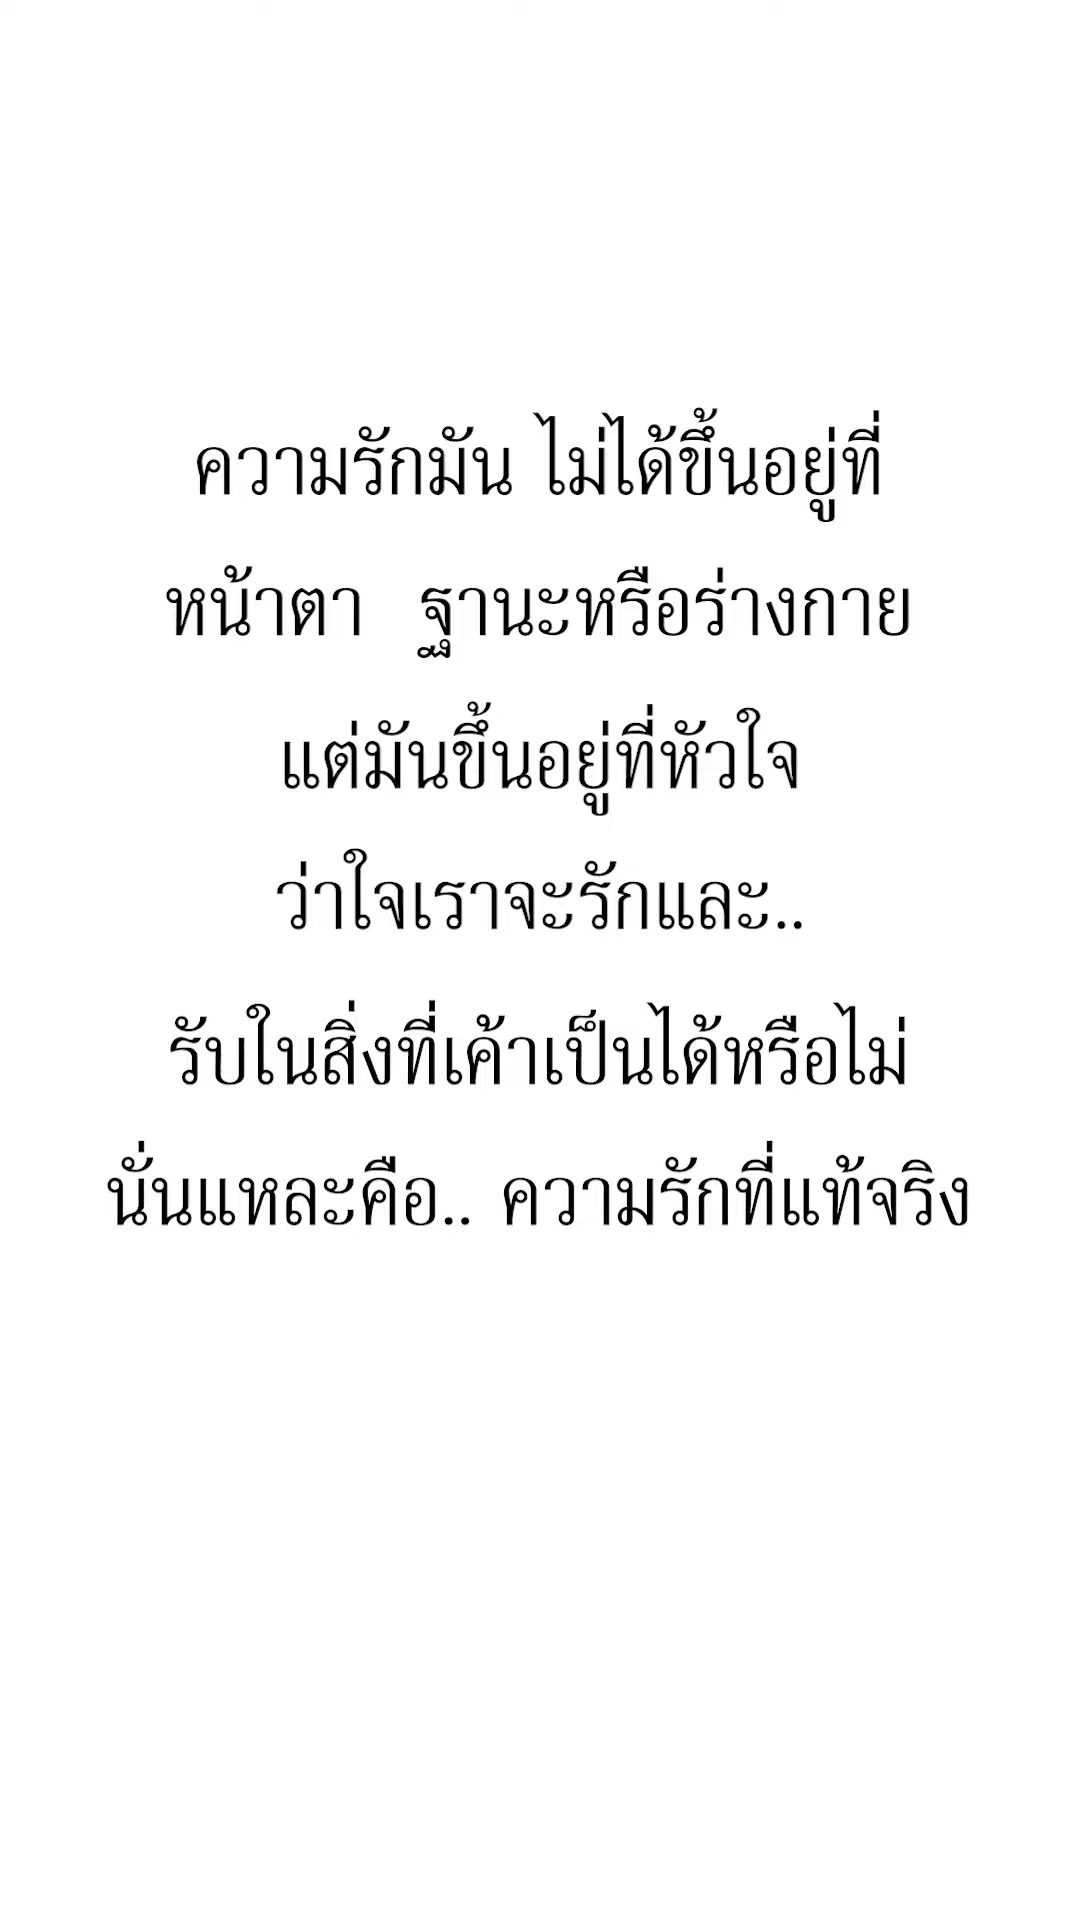 ความรักมัน ไม่ได้ขึ้นอยู่ที่
หน้าตา  ฐานะหรือร่างกาย
แต่มันขึ้นอยู่ที่หัวใจ
ว่าใจเราจะรักและ..
รับในสิ่งที่เค้าเป็นได้หรือไม่
นั่นแหละคือ.. ความรักที่แท้จริง